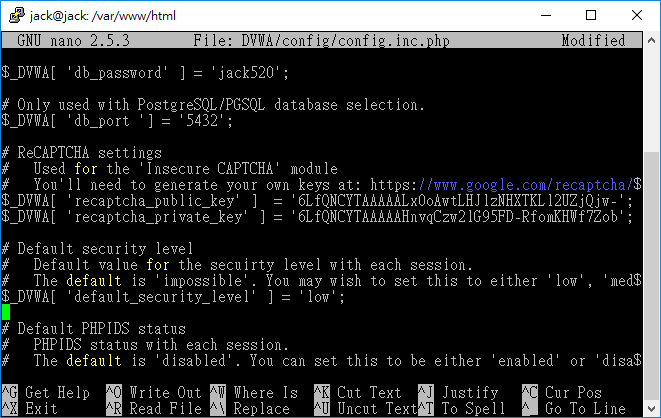 jack@jack: /var/www/html
GNU nano 2.5.3 File: DVWA/config/config.inc.php Modified
$_DVWA[ 'db_password' ] = 'jack520';
# Only used with PostgreSQL/PGSQL database selection.
$_DVWA[ 'db_port '] = '5432';
# ReCAPTCHA settings
#   Used for the 'Insecure CAPTCHA' module
#   You'll need to generate your own keys at: https://www.google.com/recaptcha/$
$_DVWA[ 'recaptcha_public_key' ]  = '6LfQNCYTAAAAALxOoAwtLHJlzNHXTKLl2UZjQjw-';
$_DVWA[ 'recaptcha_private_key' ] = '6LfQNCYTAAAAAHnvqCzw2lG95FD-RfomKHWf7Zob';
# Default security level
#   Default value for the secuirty level with each session.
#   The default is 'impossible'. You may wish to set this to either 'low', 'med$
$_DVWA[ 'default_security_level' ] = 'low';
# Default PHPIDS status
#   PHPIDS status with each session.
#   The default is 'disabled'. You can set this to be either 'enabled' or 'disa$
^G Get Help ^O Write Out ^W Where Is ^K Cut Text ^J Justify ^C Cur Pos
^X Exit ^R Read File ^\ Replace ^U Uncut Text ^T To Spell ^_ Go To Line